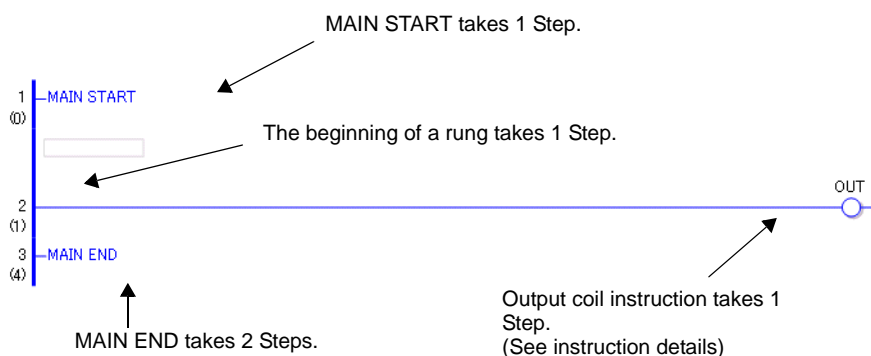 MAIN START takes 1 Step.
1 MAIN START
(0)
The beginning of a rung takes 1 Step.
OUT
2
(1)
3 MAIN END
(4)
Output coil instruction takes 1
Step.
(See instruction details)
MAIN END takes 2 Steps.